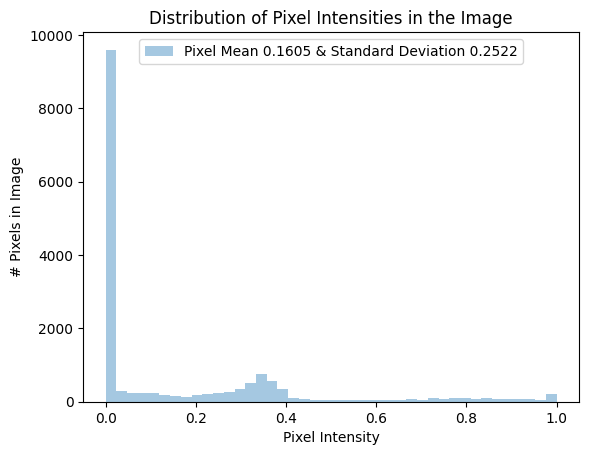 Distribution of Pixel Intensities in the Image
Pixel Mean 0.1605 & Standard Deviation 0.2522
# Pixels in Image
10000
8000
6000
4000
2000
0
0.0 0.2 0.4 0.6 0.8 1.0
Pixel Intensity